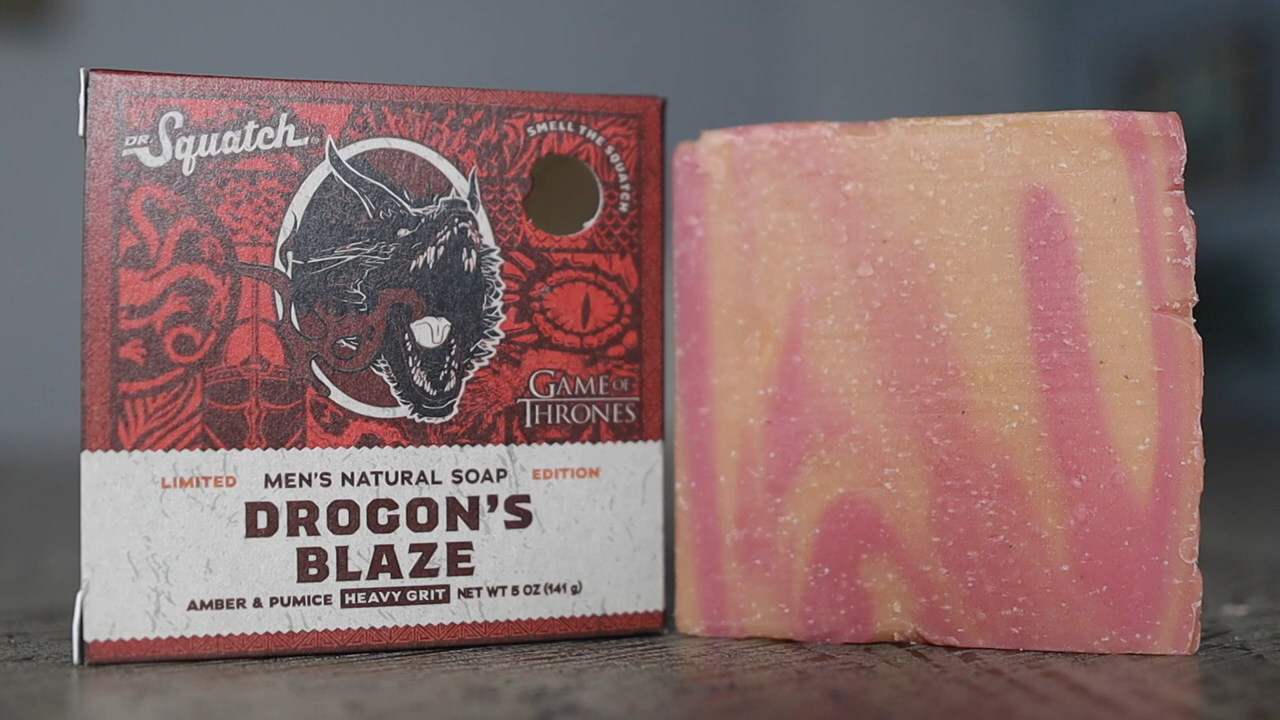 DR. Squatch
SMELL THE SQUATCH
GAME OF
THRONES
LIMITED MEN'S NATURAL SOAP EDITION
DROGON'S
BLAZE
AMBER & PUMICE HEAVY GRIT NET WT 5 OZ (141 g)